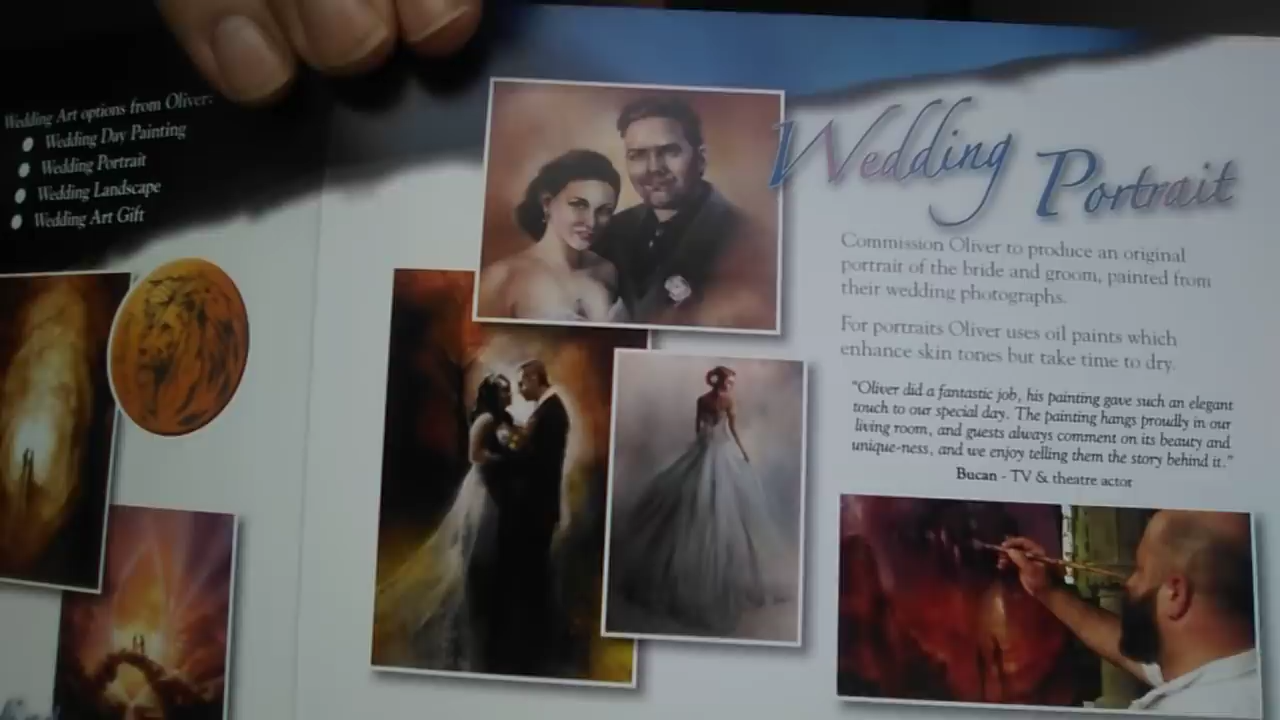 Wedding Art options from Oliver:
Wedding Day Painting
Wedding Portrait
Wedding Landscape
Wedding Art Gift
Wedding Portrait
Commission Oliver to produce an original
portrait of the bride and groom, painted from
their wedding photographs.
For portraits Oliver uses oil paints which
enhance skin tones but take time to dry.
"Oliver did a fantastic job, his painting gave such an elegant
touch to our special day. The painting hangs proudly in our
living room, and guests always comment on its beauty and
unique-ness, and we enjoy telling them the story behind it."
Bucan - TV & theatre actor